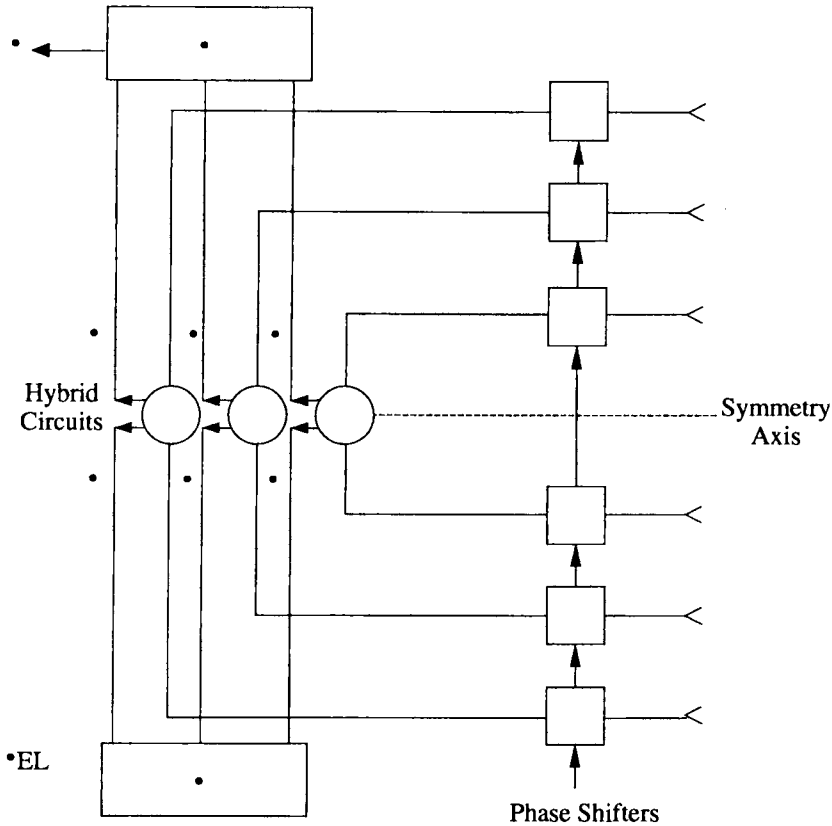 Hybrid
Circuits
Symmetry
Axis
•EL
Phase Shifters